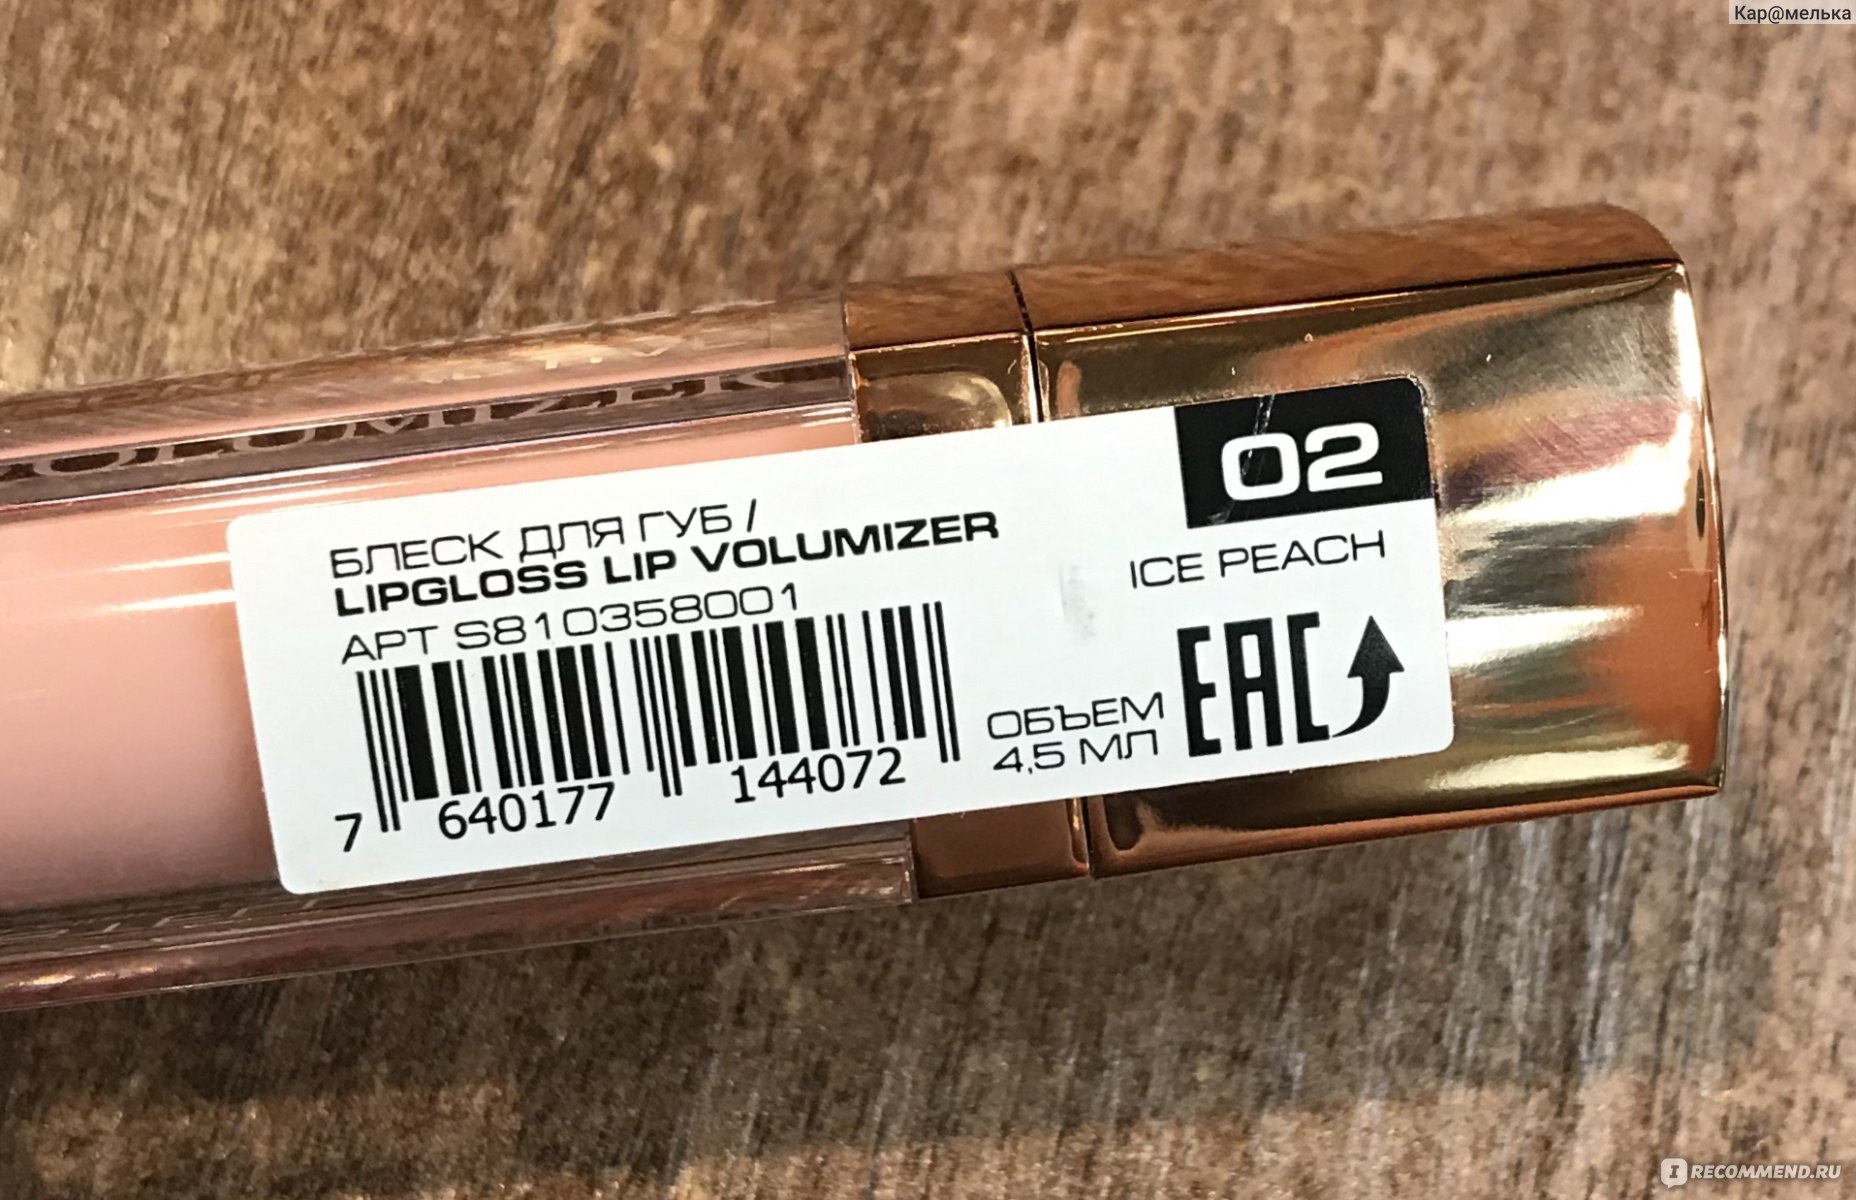 Кар@мелька
VOLUMIZER
02
ICE PEACH
БЛЕСК ДЛЯ ГУБ /
LIPGLOSS LIP VOLUMIZER
АРТ S810358001
7 640177 144072
ОБЪЕМ
4,5 МЛ
EAC
IRECOMMEND.RU